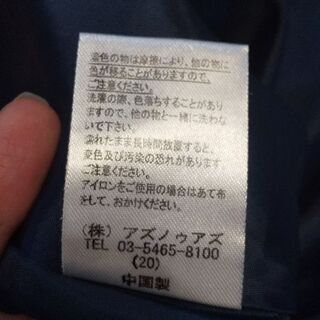 濃色の物は摩擦により、他の物に
色が移ることがありますので、
ご注意ください。
洗濯の際、色落ちすることがあり
ますので、他の物と一緒に洗わな
いで下さい。
濡れたまま長時間放置すると、
変色及び汚染の恐れがあります。
ご注意ください。
アイロンをご使用の場合はあて布
をおかけして、おかけください。
(株) アズノゥアズ
TEL 03-5465-8100
(20)
中国製